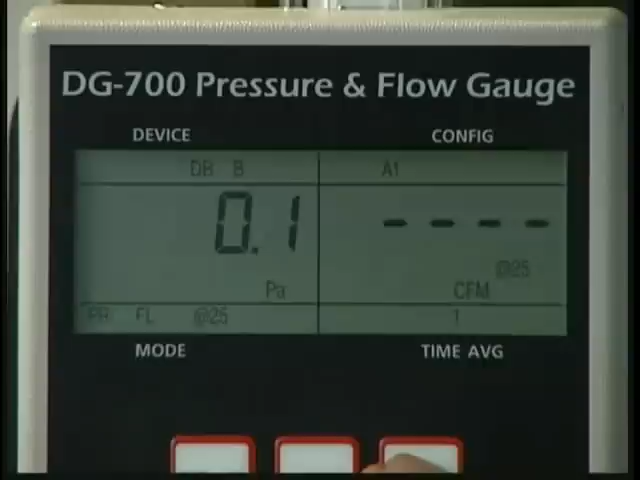 DG-700 Pressure & Flow Gauge
DEVICE CONFIG
DB B A1
0.1 - - - -
@25
Pa CFM
PR FL @25 1
MODE TIME AVG